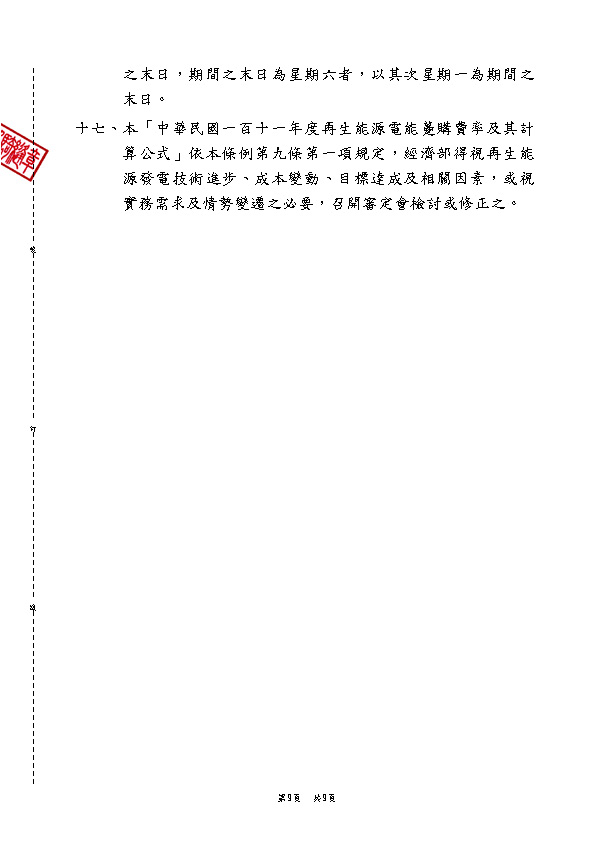 之末日，期間之末日為星期六者，以其次星期一為期間之
末日。
十七、本「中華民國一百十一年度再生能源電能躉購費率及其計
算公式」依本條例第九條第一項規定，經濟部得視再生能
源發電技術進步、成本變動、目標達成及相關因素，或視
實務需求及情勢變遷之必要，召開審定會檢討或修正之。
裝
訂
線
第9頁 共9頁